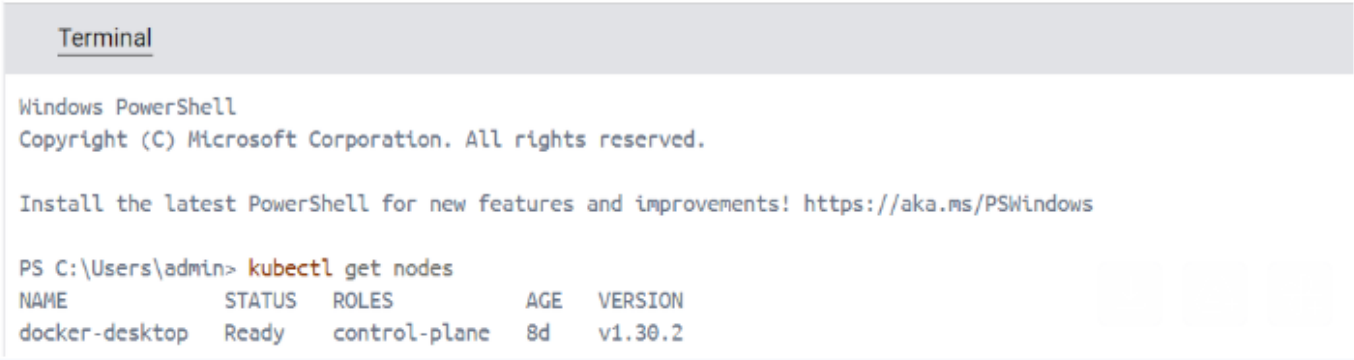 Terminal
Windows PowerShell
Copyright (C) Microsoft Corporation. All rights reserved.
Install the latest PowerShell for new features and improvements! https://aka.ms/PSWindows
PS C:\Users\admin> kubectl get nodes
NAME STATUS ROLES AGE VERSION
docker-desktop Ready control-plane 8d v1.30.2